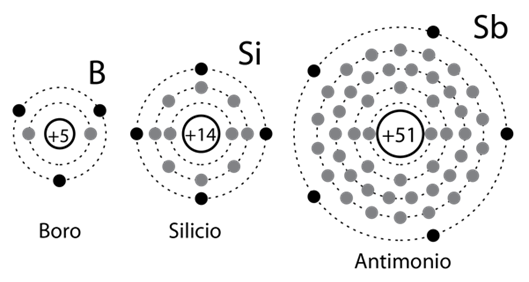 B
+5
Boro
Si
+14
Silicio
Sb
+51
Antimonio